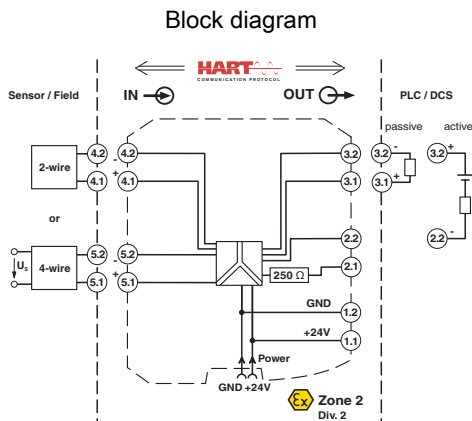 Block diagram
HART
COMMUNICATION PROTOCOL
Sensor / Field
IN
OUT
PLC / DCS
passive
active
2-wire
4.2
4.1
4.2
-
+
4.1
3.2
3.1
3.2
-
+
3.1
3.2
+
or
Us
4-wire
5.2
5.1
5.2
-
+
5.1
2.2
250 Ω
2.1
-
2.2
GND
1.2
+24V
1.1
Power
GND +24V
Ex
Zone 2
Div. 2